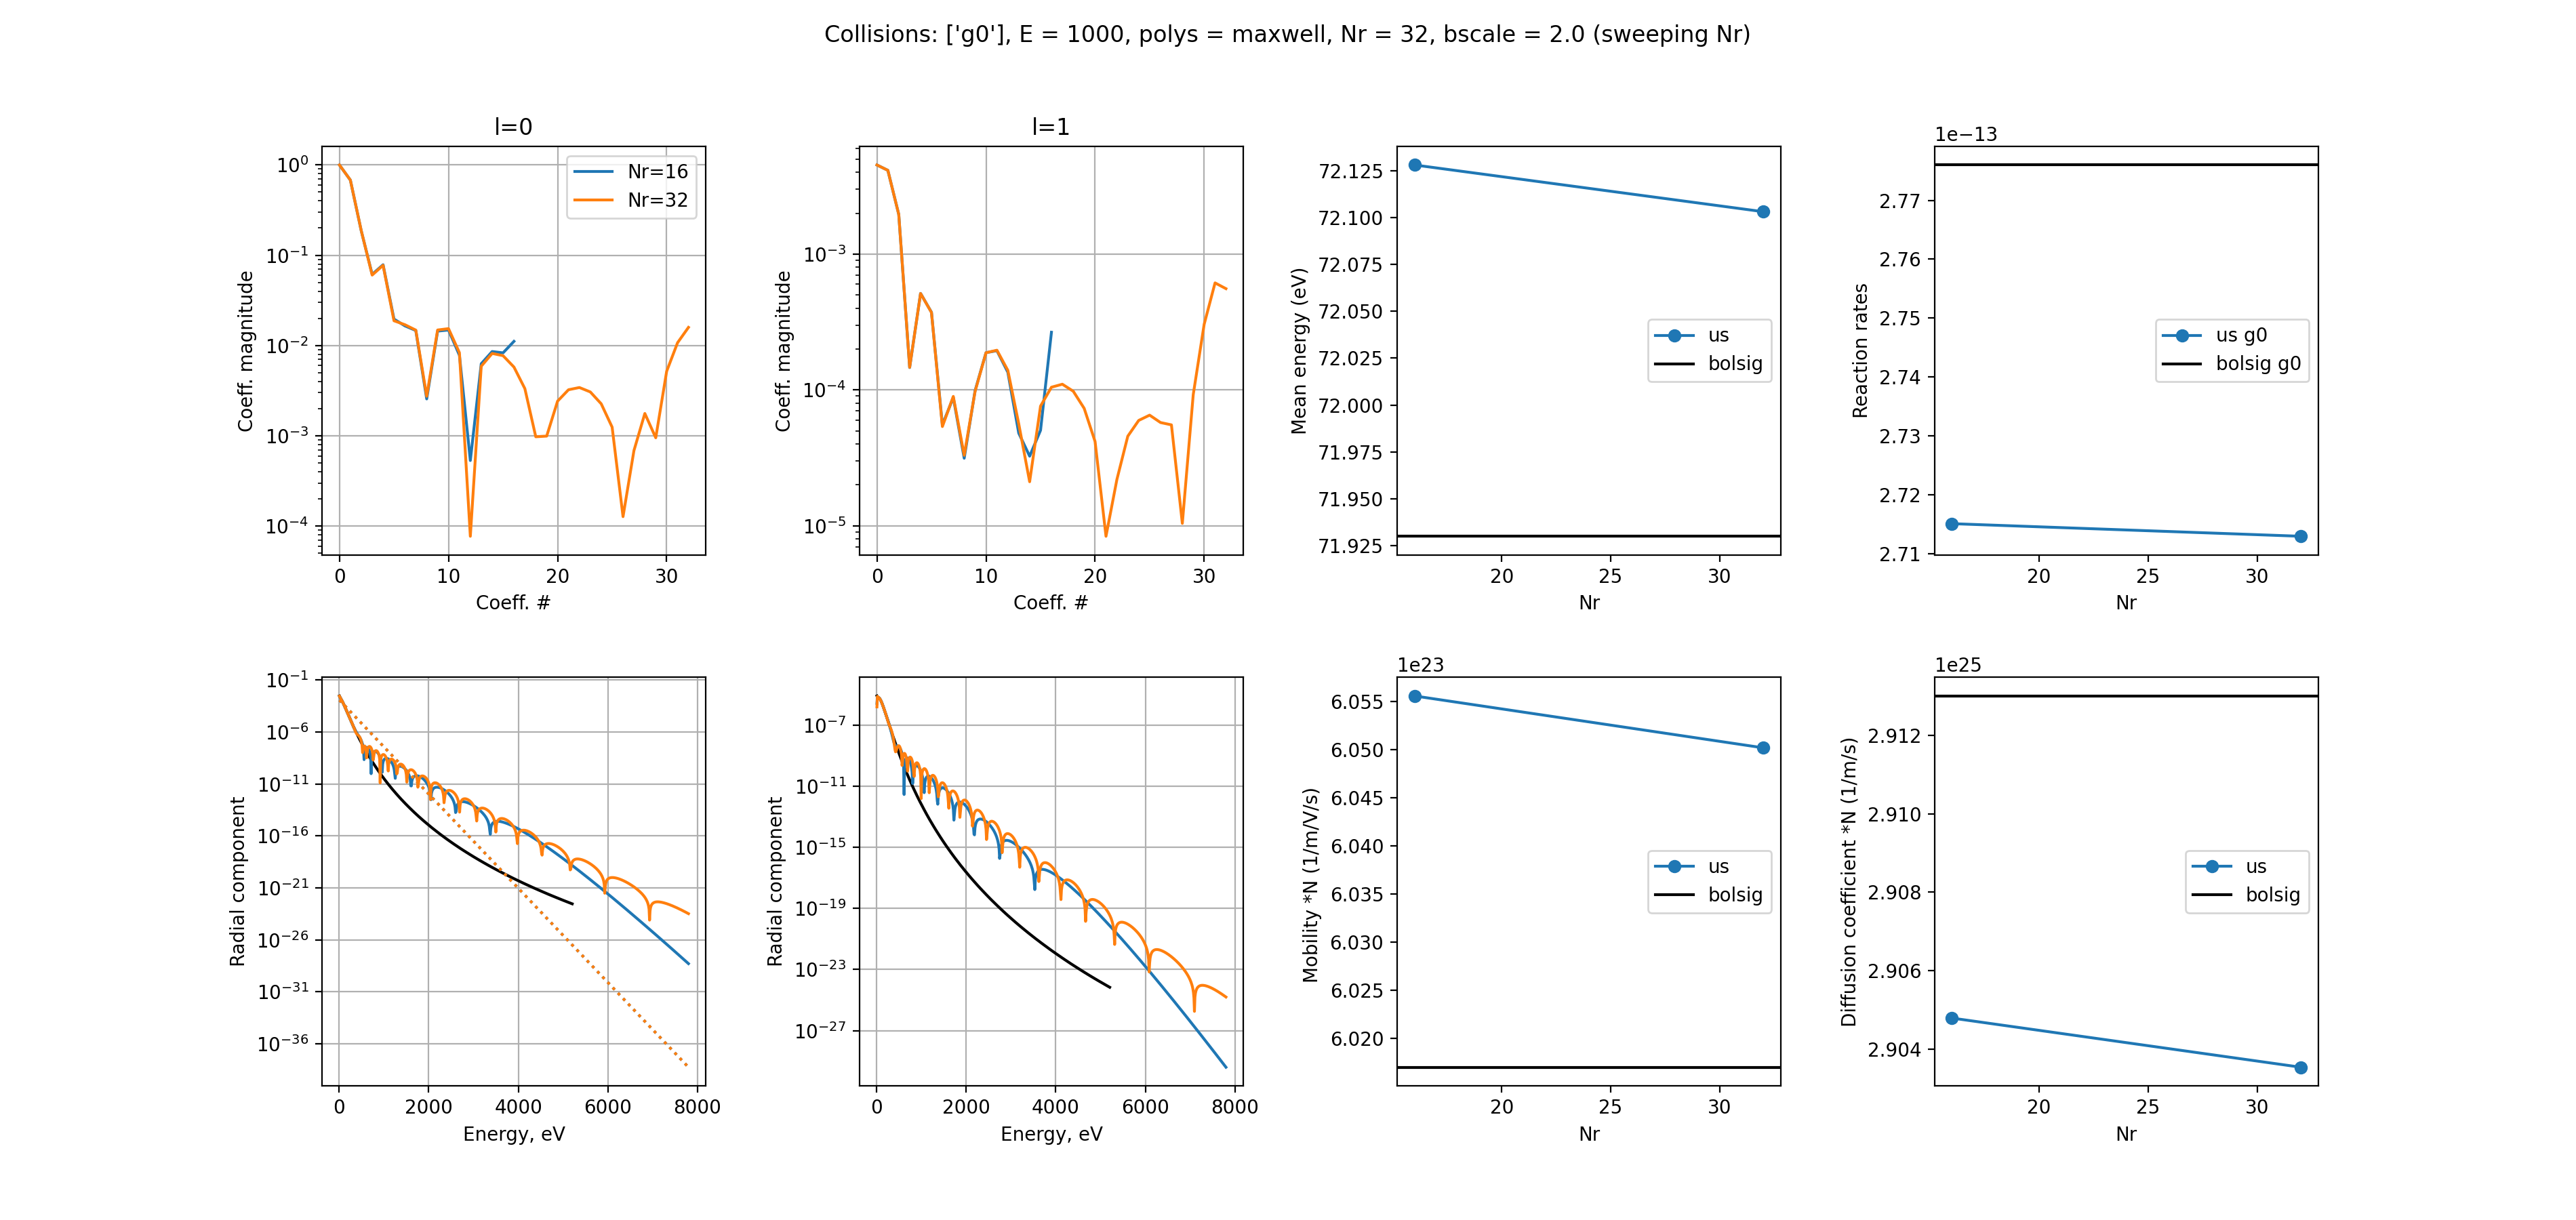 Collisions: ['g0'], E = 1000, polys = maxwell, Nr = 32, bscale = 2.0 (sweeping Nr)
l=0
Coeff. magnitude
10^0
10^-1
10^-2
10^-3
10^-4
Nr=16
Nr=32
0 10 20 30
Coeff. #
l=1
Coeff. magnitude
10^-3
10^-4
10^-5
0 10 20 30
Coeff. #
Mean energy (eV)
72.125
72.100
72.075
72.050
72.025
72.000
71.975
71.950
71.925
us
bolsig
20 25 30
Nr
1e−13
Reaction rates
2.77
2.76
2.75
2.74
2.73
2.72
2.71
us g0
bolsig g0
20 25 30
Nr
Radial component
10^-1
10^-6
10^-11
10^-16
10^-21
10^-26
10^-31
10^-36
0 2000 4000 6000 8000
Energy, eV
Radial component
10^-7
10^-11
10^-15
10^-19
10^-23
10^-27
0 2000 4000 6000 8000
Energy, eV
1e23
Mobility *N (1/m/V/s)
6.055
6.050
6.045
6.040
6.035
6.030
6.025
6.020
us
bolsig
20 25 30
Nr
1e25
Diffusion coefficient *N (1/m/s)
2.912
2.910
2.908
2.906
2.904
us
bolsig
20 25 30
Nr